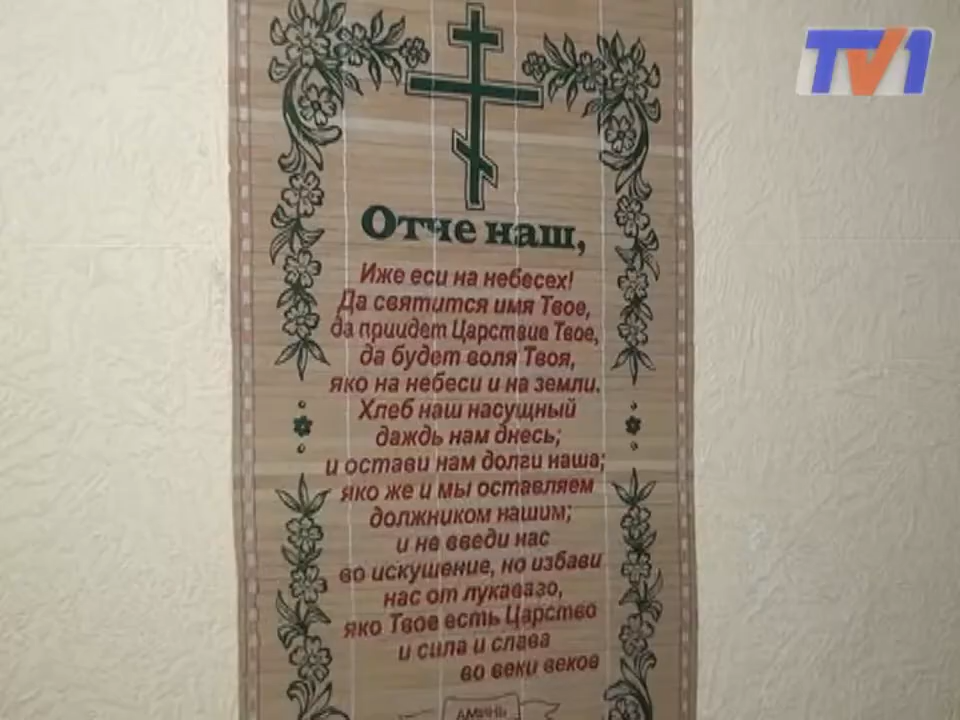 TV1
Отче наш,
Иже еси на небесех!
Да святится имя Твое,
да приидет Царствие Твое,
да будет воля Твоя,
яко на небеси и на земли.
Хлеб наш насущный
даждь нам днесь;
и остави нам долги наша;
яко же и мы оставляем
должником нашим;
и не введи нас
во искушение, но избави
нас от лукаваго,
яко Твое есть Царство
и сила и слава
во веки веков
АМИНЬ